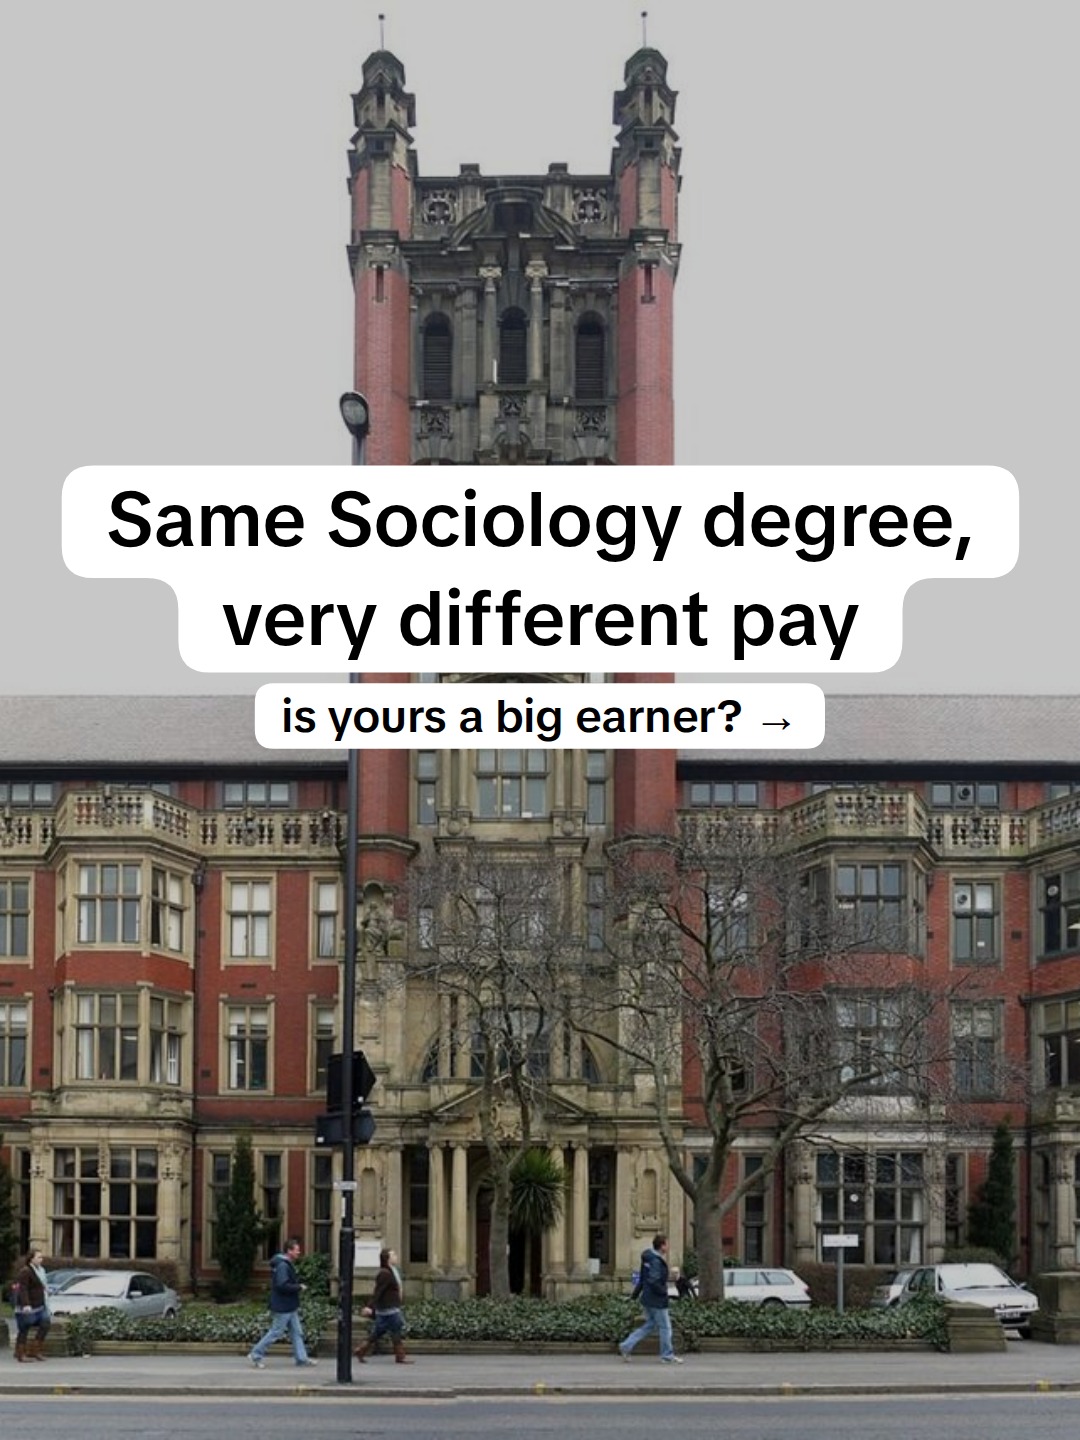 Same Sociology degree,
very different pay
is yours a big earner? →